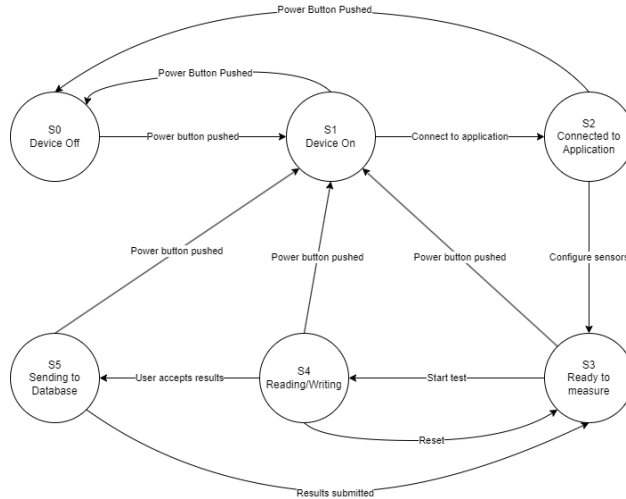 Power Button Pushed
Power Button Pushed
S0
Device Off
Power button pushed
S1
Device On
Connect to application
S2
Connected to
Application
Power button pushed
Power button pushed
Power button pushed
Configure sensors
S5
Sending to
Database
User accepts results
S4
Reading/Writing
Start test
S3
Ready to
measure
Reset
Results submitted